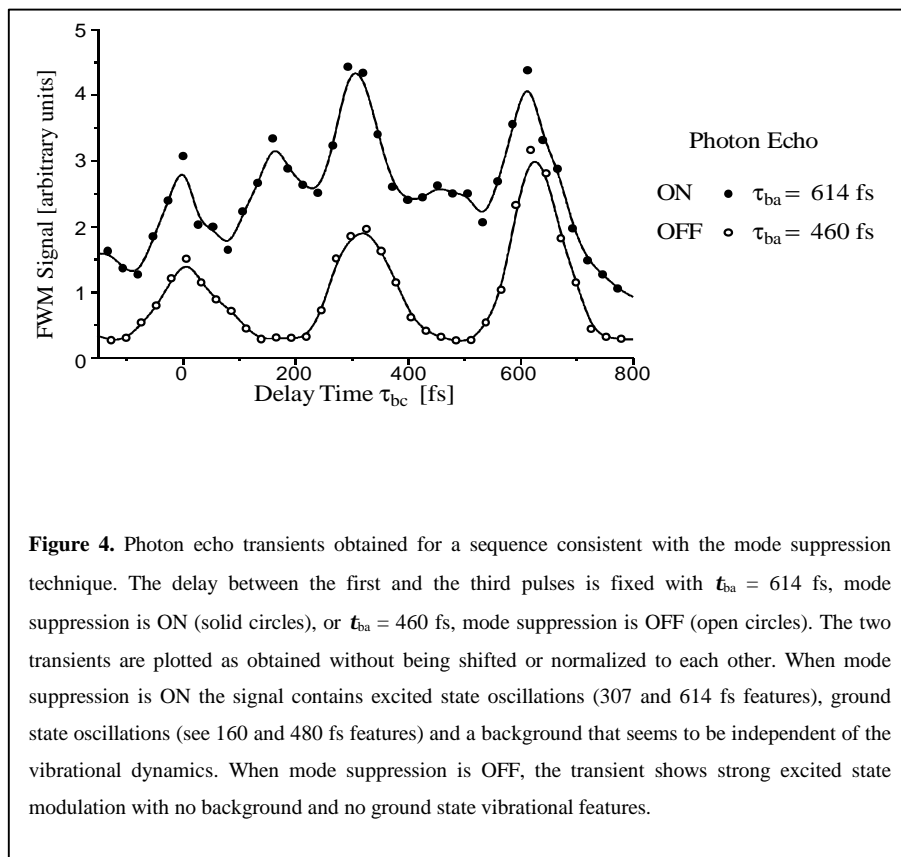 5
4
3
2
1
0
FWM Signal [arbitrary units]
0 200 400 600 800
Delay Time τbc [fs]
Photon Echo
ON ● τba = 614 fs
OFF ○ τba = 460 fs
Figure 4. Photon echo transients obtained for a sequence consistent with the mode suppression
technique. The delay between the first and the third pulses is fixed with tba = 614 fs, mode
suppression is ON (solid circles), or tba = 460 fs, mode suppression is OFF (open circles). The two
transients are plotted as obtained without being shifted or normalized to each other. When mode
suppression is ON the signal contains excited state oscillations (307 and 614 fs features), ground
state oscillations (see 160 and 480 fs features) and a background that seems to be independent of the
vibrational dynamics. When mode suppression is OFF, the transient shows strong excited state
modulation with no background and no ground state vibrational features.